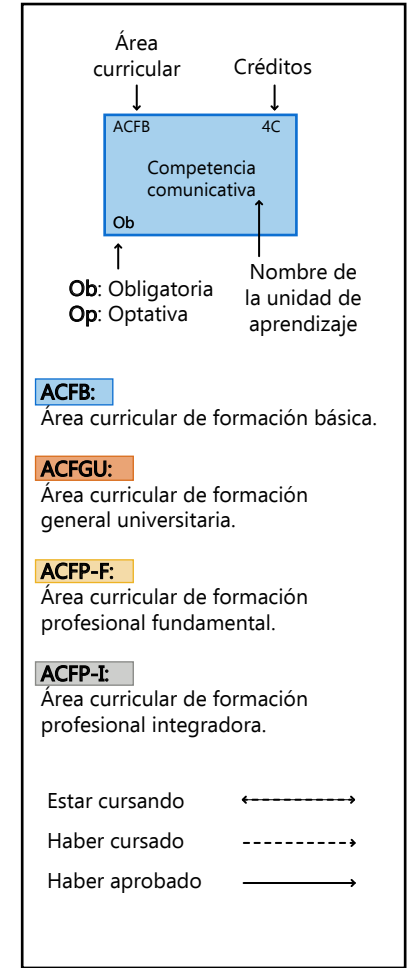 Área
curricular
Créditos
ACFB 4C
Competencia
comunicativa
Ob
Ob: Obligatoria
Op: Optativa
Nombre de
la unidad de
aprendizaje
ACFB:
Área curricular de formación básica.
ACFGU:
Área curricular de formación
general universitaria.
ACFP-F:
Área curricular de formación
profesional fundamental.
ACFP-I:
Área curricular de formación
profesional integradora.
Estar cursando
Haber cursado
Haber aprobado